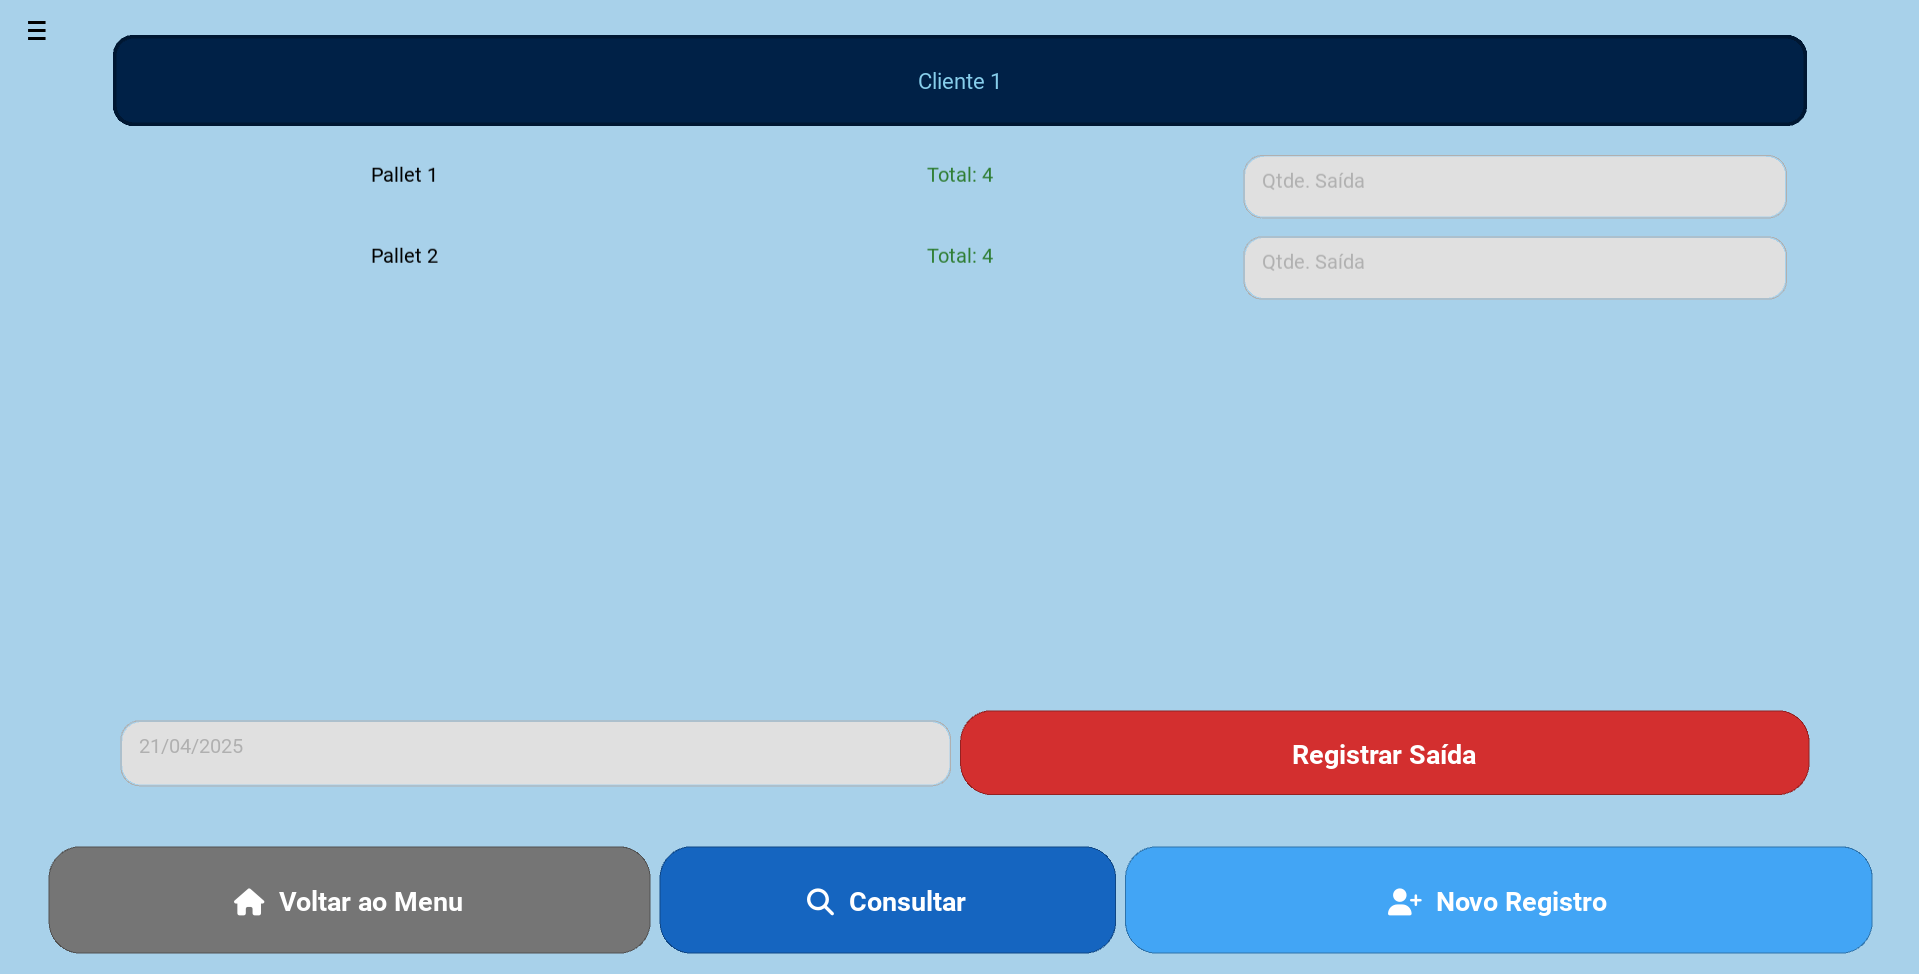 Cliente 1
Pallet 1 Total: 4 Qtde. Saída
Pallet 2 Total: 4 Qtde. Saída
21/04/2025 Registrar Saída
Voltar ao Menu Consultar Novo Registro